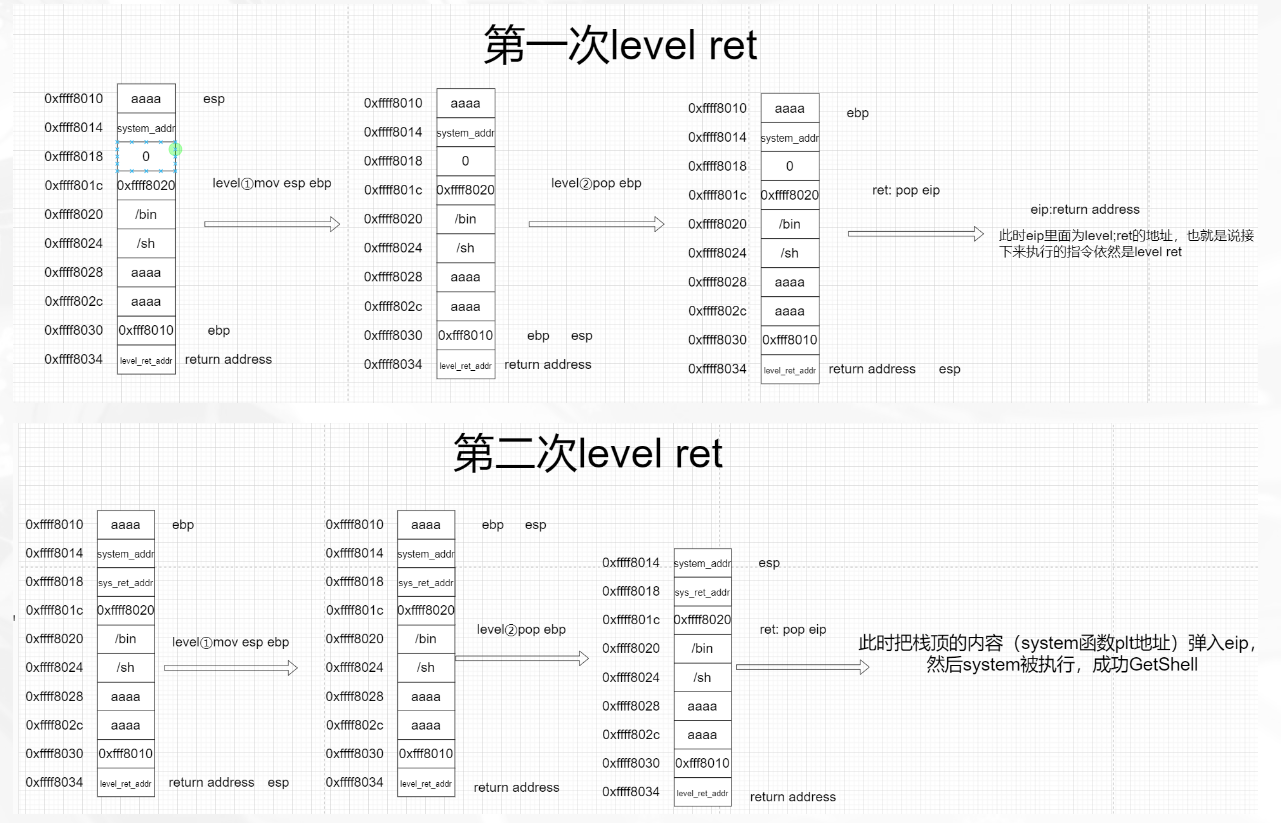 第一次level ret
0xffff8010 aaaa esp
0xffff8014 system_addr
0xffff8018 0
0xffff801c 0xffff8020
0xffff8020 /bin
0xffff8024 /sh
0xffff8028 aaaa
0xffff802c aaaa
0xffff8030 0xfff8010 ebp
0xffff8034 level_ret_addr return address
level①mov esp ebp
0xffff8010 aaaa
0xffff8014 system_addr
0xffff8018 0
0xffff801c 0xffff8020
0xffff8020 /bin
0xffff8024 /sh
0xffff8028 aaaa
0xffff802c aaaa
0xffff8030 0xfff8010 ebp esp
0xffff8034 level_ret_addr return address
level②pop ebp
0xffff8010 aaaa ebp
0xffff8014 system_addr
0xffff8018 0
0xffff801c 0xffff8020
0xffff8020 /bin
0xffff8024 /sh
0xffff8028 aaaa
0xffff802c aaaa
0xffff8030 0xfff8010
0xffff8034 level_ret_addr return address esp
ret: pop eip
eip:return address
此时eip里面为level;ret的地址，也就是说接
下来执行的指令依然是level ret
第二次level ret
0xffff8010 aaaa ebp
0xffff8014 system_addr
0xffff8018 sys_ret_addr
0xffff801c 0xffff8020
0xffff8020 /bin
0xffff8024 /sh
0xffff8028 aaaa
0xffff802c aaaa
0xffff8030 0xfff8010
0xffff8034 level_ret_addr return address esp
level①mov esp ebp
0xffff8010 aaaa ebp esp
0xffff8014 system_addr
0xffff8018 sys_ret_addr
0xffff801c 0xffff8020
0xffff8020 /bin
0xffff8024 /sh
0xffff8028 aaaa
0xffff802c aaaa
0xffff8030 0xfff8010
0xffff8034 level_ret_addr return address
level②pop ebp
0xffff8014 system_addr esp
0xffff8018 sys_ret_addr
0xffff801c 0xffff8020
0xffff8020 /bin
0xffff8024 /sh
0xffff8028 aaaa
0xffff802c aaaa
0xffff8030 0xfff8010
0xffff8034 level_ret_addr return address
ret: pop eip
此时把栈顶的内容（system函数plt地址）弹入eip，
然后system被执行，成功GetShell